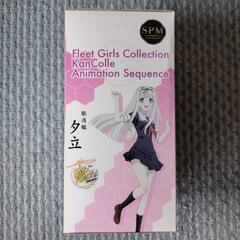 SPM
Fleet Girls Collection
KanColle
Animation Sequence
駆逐艦
夕立